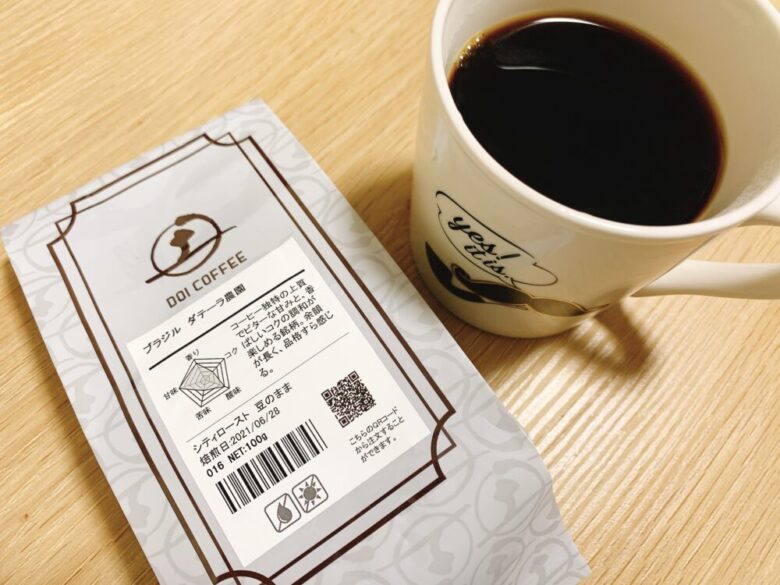 DOI COFFEE
ブラジル ダテーラ農園
香り
コク
酸味
苦味
甘味
コーヒー独特の上質
でビターな甘みと、香
ばしいコクの調和が
楽しめる銘柄。余韻
が長く、品格すら感じ
る。
シティロースト 豆のまま
焙煎日:2021/06/28
016 NET:100g
こちらのQRコード
から注文すること
ができます。
yes!
it is